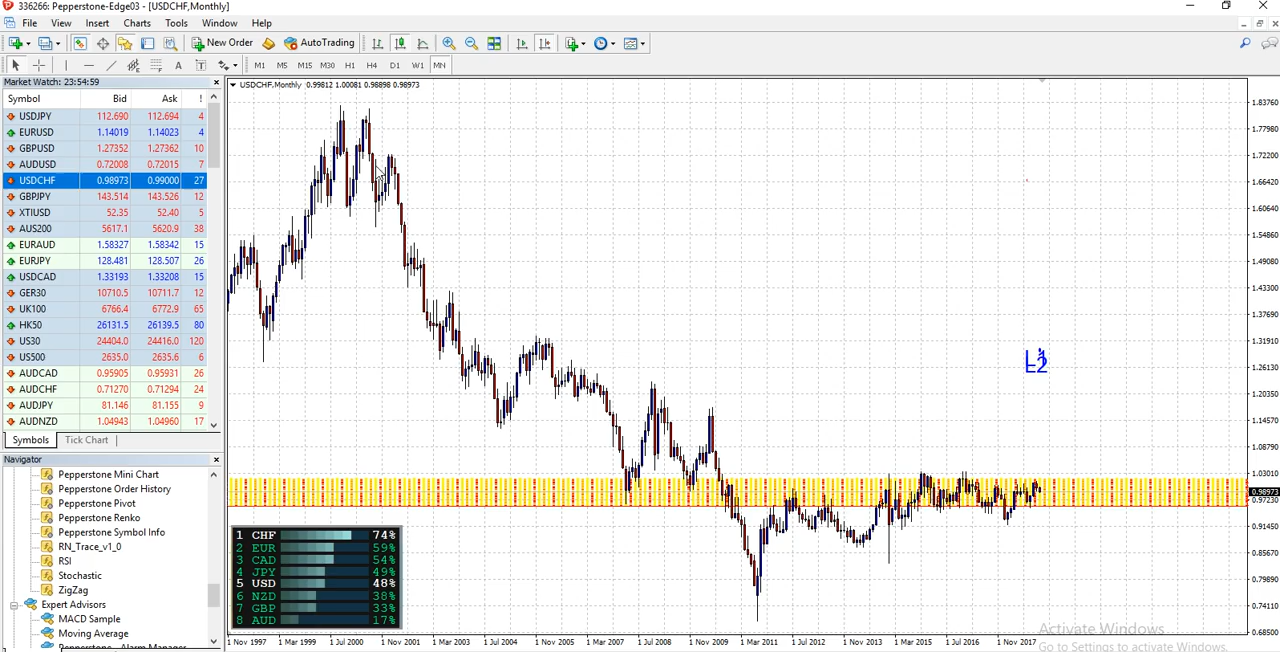 336266: Pepperstone-Edge03 - [USDCHF,Monthly]
File View Insert Charts Tools Window Help
New Order AutoTrading
A T M1 M5 M15 M30 H1 H4 D1 W1 MN
Market Watch: 23:54:59
Symbol Bid Ask !
USDJPY 112.690 112.694 4
EURUSD 1.14019 1.14023 4
GBPUSD 1.27352 1.27362 10
AUDUSD 0.72008 0.72015 7
USDCHF 0.98973 0.99000 27
GBPJPY 143.514 143.526 12
XTIUSD 52.35 52.40 5
AUS200 5617.1 5620.9 38
EURAUD 1.58327 1.58342 15
EURJPY 128.481 128.507 26
USDCAD 1.33193 1.33208 15
GER30 10710.5 10711.7 12
UK100 6766.4 6772.9 65
HK50 26131.5 26139.5 80
US30 24404.0 24416.0 120
US500 2635.0 2635.6 6
AUDCAD 0.95905 0.95931 26
AUDCHF 0.71270 0.71294 24
AUDJPY 81.146 81.155 9
AUDNZD 1.04943 1.04960 17
Symbols Tick Chart
Navigator
Pepperstone Mini Chart
Pepperstone Order History
Pepperstone Pivot
Pepperstone Renko
Pepperstone Symbol Info
RN_Trace_v1_0
RSI
Stochastic
ZigZag
Expert Advisors
MACD Sample
Moving Average
Pepperstone - Alarm Manager
USDCHF,Monthly 0.99812 1.00081 0.98898 0.98973
1.83760
1.77980
1.72200
1.66420
1.60640
1.54860
1.49080
1.43300
1.37690
1.31910
1.26130
1.20350
1.14570
1.08790
1.03010
0.98973
0.97230
0.91450
0.85670
0.79890
0.74110
0.68500
1 CHF 74%
2 EUR 59%
3 CAD 54%
4 JPY 49%
5 USD 48%
6 NZD 38%
7 GBP 33%
8 AUD 17%
1 Nov 1997 1 Mar 1999 1 Jul 2000 1 Nov 2001 1 Mar 2003 1 Jul 2004 1 Nov 2005 1 Mar 2007 1 Jul 2008 1 Nov 2009 1 Mar 2011 1 Jul 2012 1 Nov 2013 1 Mar 2015 1 Jul 2016 1 Nov 2017
Activate Windows
Go to Settings to activate Windows.